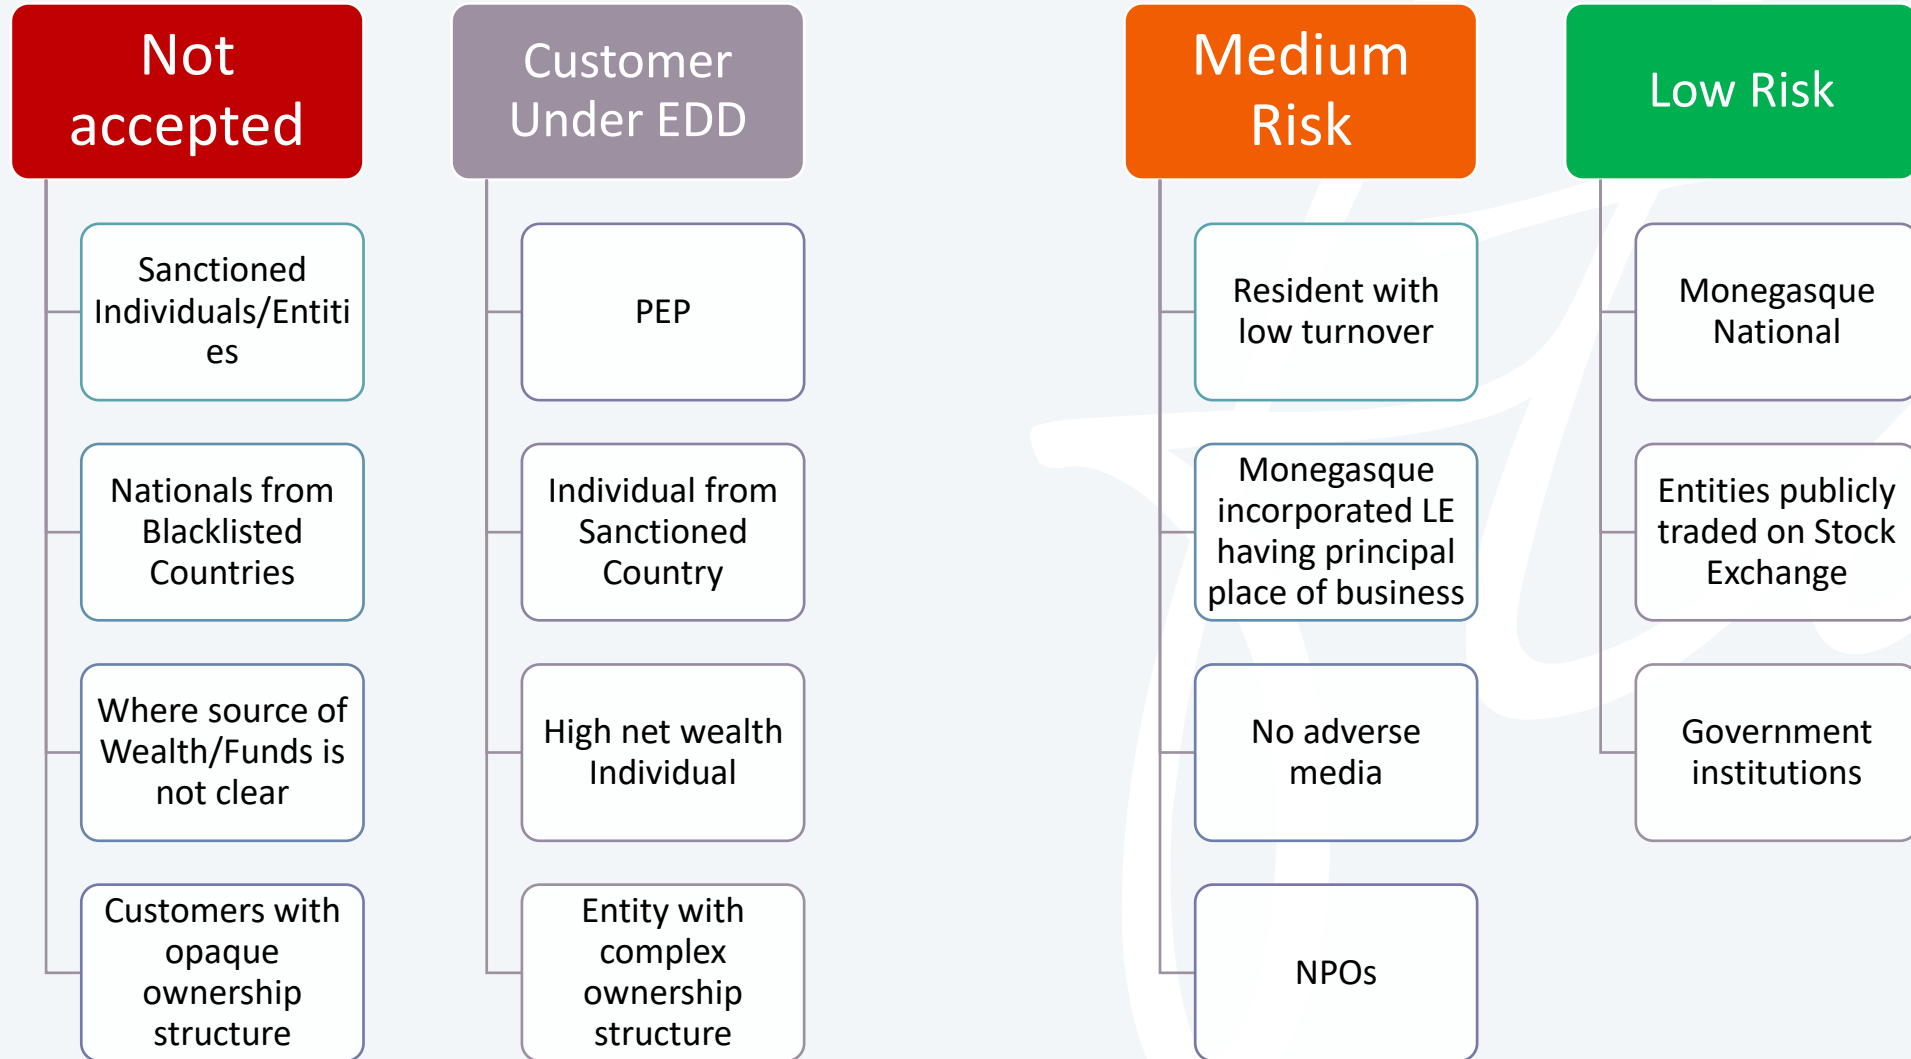 Not
accepted
Sanctioned
Individuals/Entiti
es
Nationals from
Blacklisted
Countries
Where source of
Wealth/Funds is
not clear
Customers with
opaque
ownership
structure
Customer
Under EDD
PEP
Individual from
Sanctioned
Country
High net wealth
Individual
Entity with
complex
ownership
structure
Medium
Risk
Resident with
low turnover
Monegasque
incorporated LE
having principal
place of business
No adverse
media
NPOs
Low Risk
Monegasque
National
Entities publicly
traded on Stock
Exchange
Government
institutions